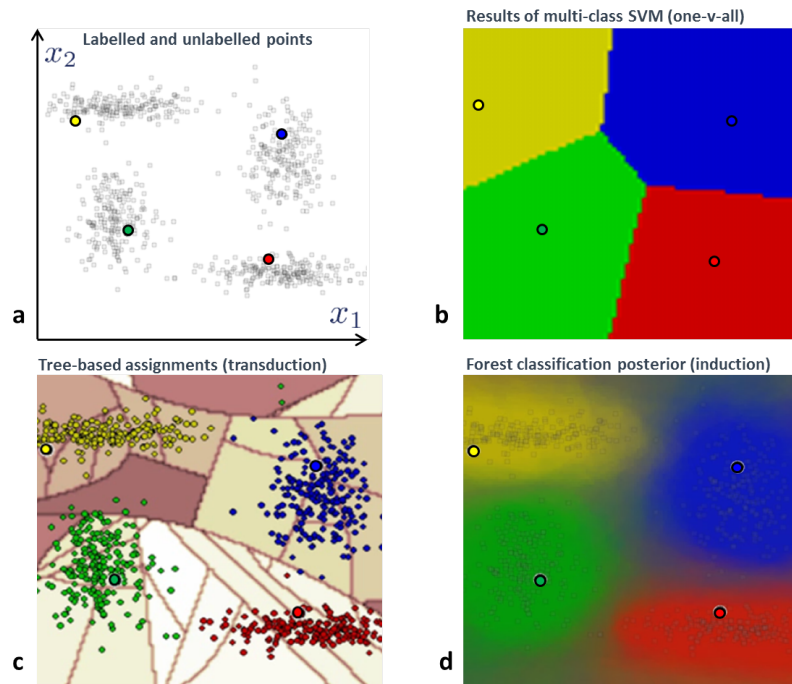 Labelled and unlabelled points
x2
x1
a
Results of multi-class SVM (one-v-all)
b
Tree-based assignments (transduction)
c
Forest classification posterior (induction)
d